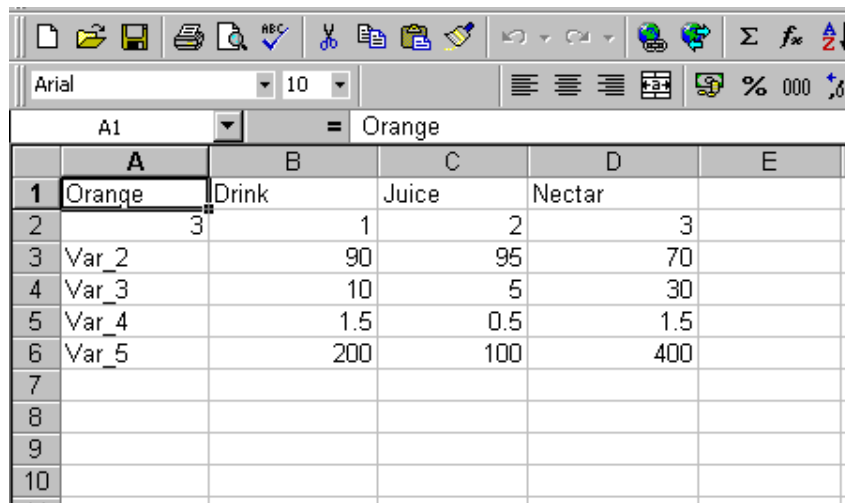 ABC Σ fx A Z
Arial 10 a % 000
A1 = Orange
A B C D E
1 Orange Drink Juice Nectar
2 3 1 2 3
3 Var_2 90 95 70
4 Var_3 10 5 30
5 Var_4 1.5 0.5 1.5
6 Var_5 200 100 400
7
8
9
10